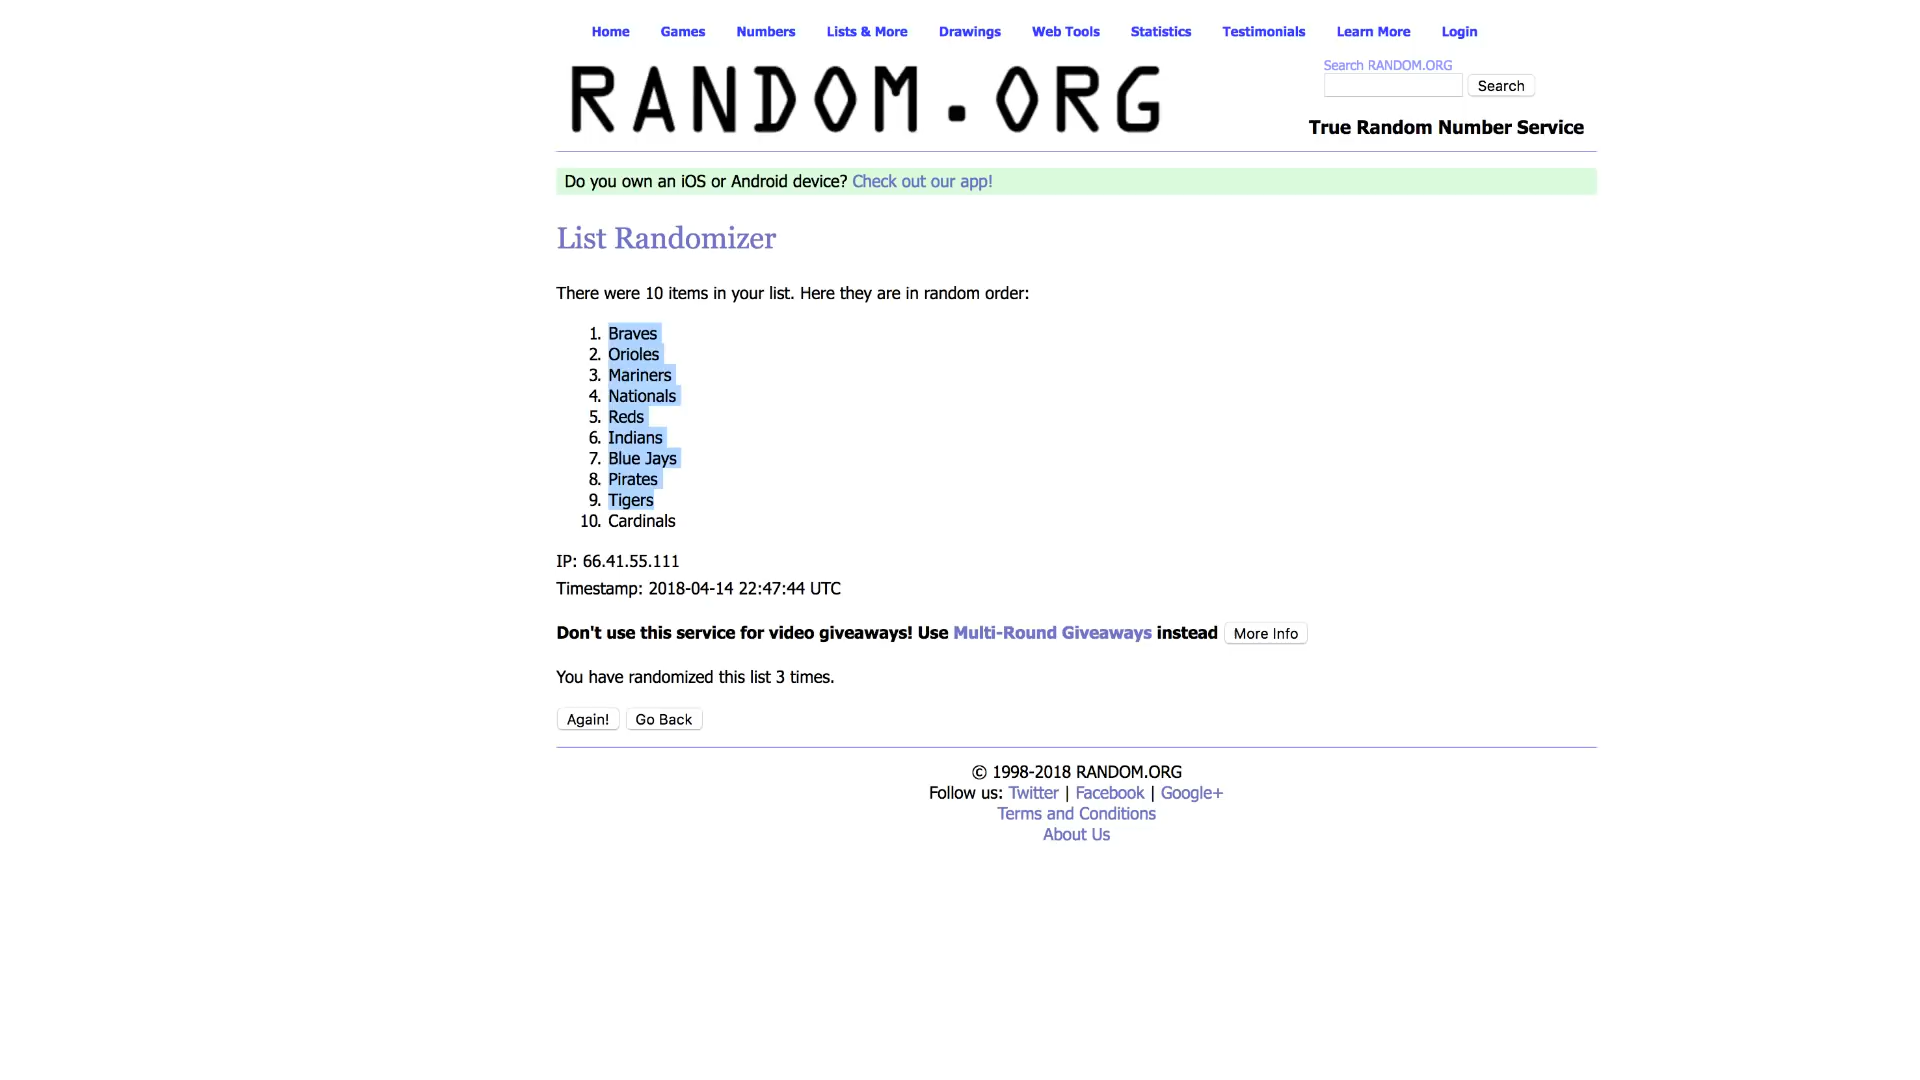 Home Games Numbers Lists & More Drawings Web Tools Statistics Testimonials Learn More Login
RANDOM.ORG
Search RANDOM.ORG
Search
True Random Number Service
Do you own an iOS or Android device? Check out our app!
List Randomizer
There were 10 items in your list. Here they are in random order:
1. Braves
2. Orioles
3. Mariners
4. Nationals
5. Reds
6. Indians
7. Blue Jays
8. Pirates
9. Tigers
10. Cardinals
IP: 66.41.55.111
Timestamp: 2018-04-14 22:47:44 UTC
Don't use this service for video giveaways! Use Multi-Round Giveaways instead More Info
You have randomized this list 3 times.
Again! Go Back
© 1998-2018 RANDOM.ORG
Follow us: Twitter | Facebook | Google+
Terms and Conditions
About Us